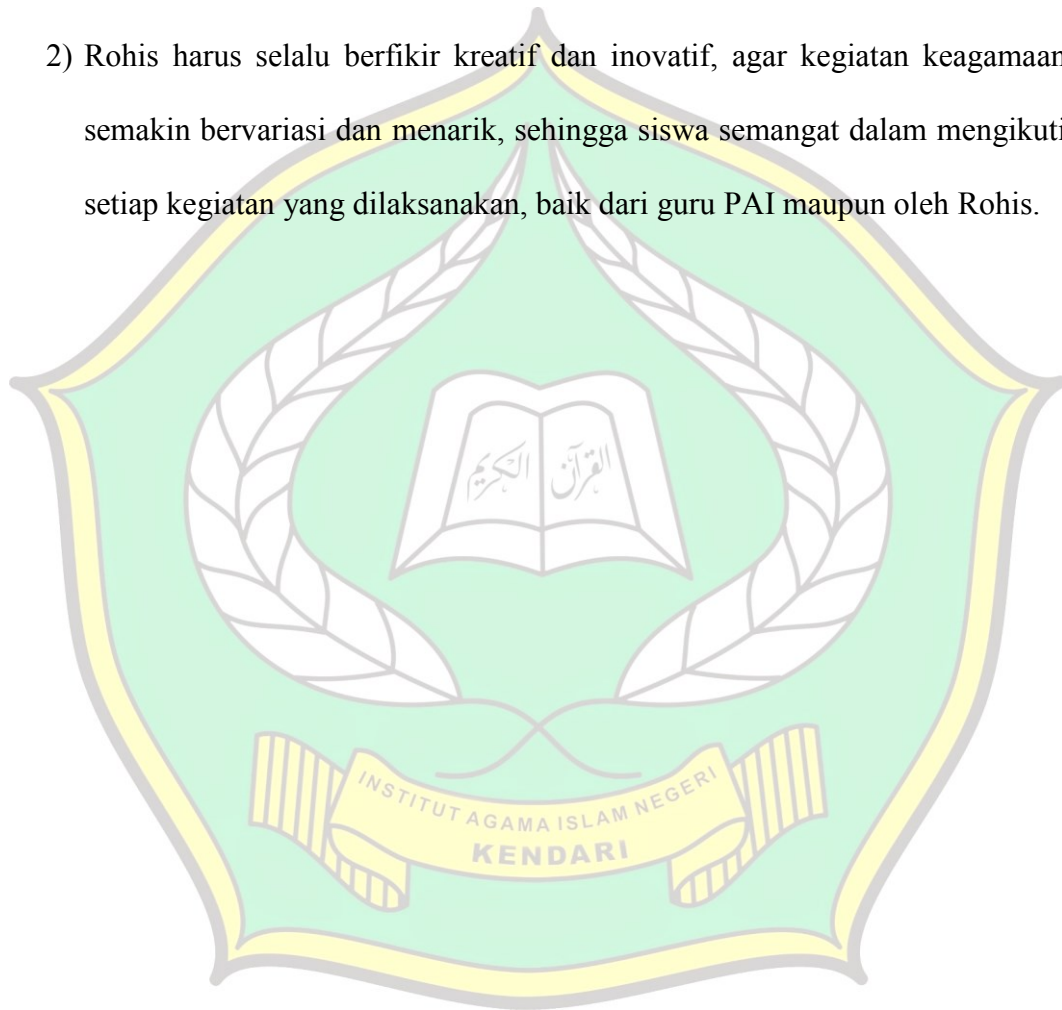 2) Rohis harus selalu berfikir kreatif dan inovatif, agar kegiatan keagamaan
semakin bervariasi dan menarik, sehingga siswa semangat dalam mengikuti
setiap kegiatan yang dilaksanakan, baik dari guru PAI maupun oleh Rohis.
القرآن الكريم
INSTITUT AGAMA ISLAM NEGERI
KENDARI